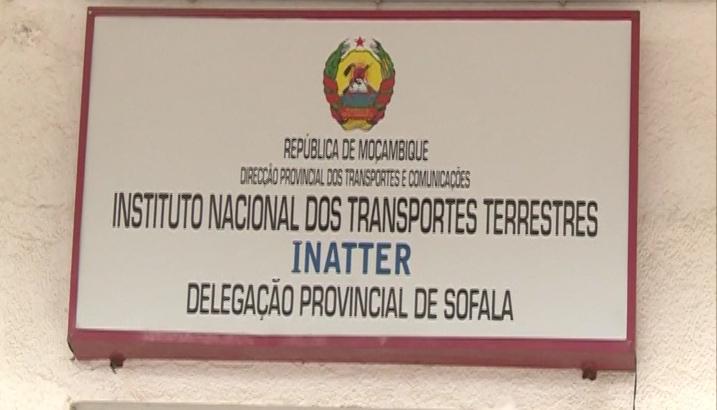 REPÚBLICA DE MOÇAMBIQUE
DIRECÇÃO PROVINCIAL DOS TRANSPORTES E COMUNICAÇÕES
INSTITUTO NACIONAL DOS TRANSPORTES TERRESTRES
INATTER
DELEGAÇÃO PROVINCIAL DE SOFALA